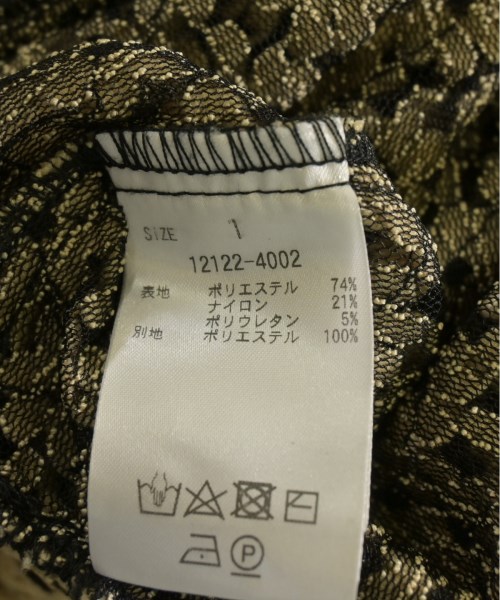 SIZE 1
12122-4002
表地 ポリエステル 74%
ナイロン 21%
ポリウレタン 5%
別地 ポリエステル 100%
P